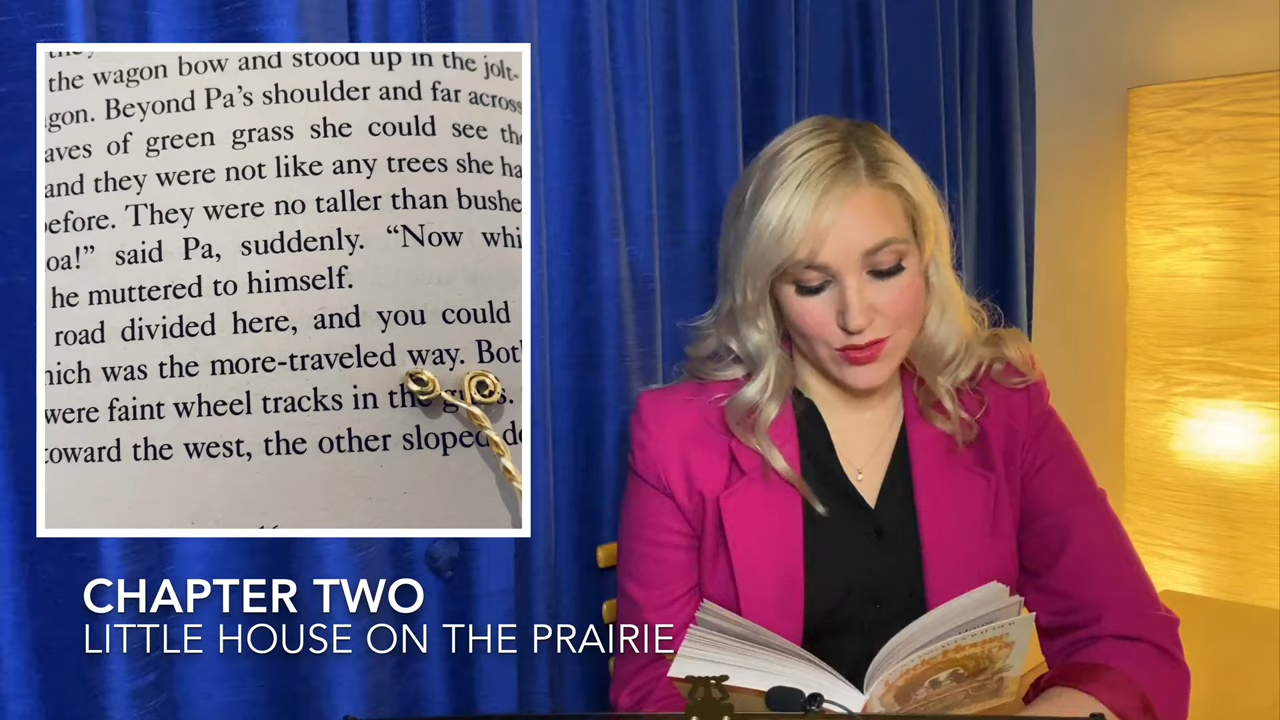 the wagon bow and stood up in the jolt-
gon. Beyond Pa's shoulder and far across
aves of green grass she could see the
and they were not like any trees she ha
efore. They were no taller than bushe
oa!" said Pa, suddenly. "Now whi
he muttered to himself.
road divided here, and you could
hich was the more-traveled way. Bot
were faint wheel tracks in the
toward the west, the other sloped do
CHAPTER TWO
LITTLE HOUSE ON THE PRAIRIE